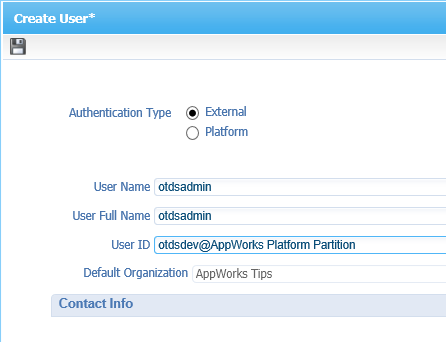 Create User*
Authentication Type External
Platform
User Name otdsadmin
User Full Name otdsadmin
User ID otdsdev@AppWorks Platform Partition
Default Organization AppWorks Tips
Contact Info